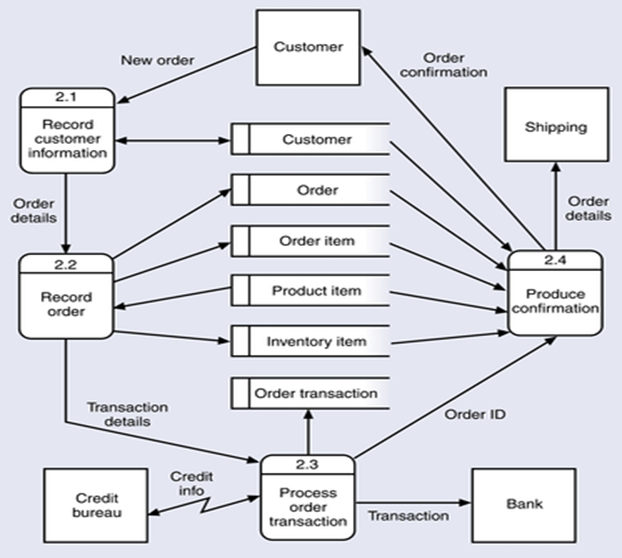 Customer
New order
Order
confirmation
2.1
Record
customer
information
Shipping
Customer
Order
Order
details
Order
details
Order item
2.2
Record
order
2.4
Produce
confirmation
Product item
Inventory item
Order transaction
Transaction
details
Order ID
2.3
Process
order
transaction
Credit
info
Credit
bureau
Bank
Transaction